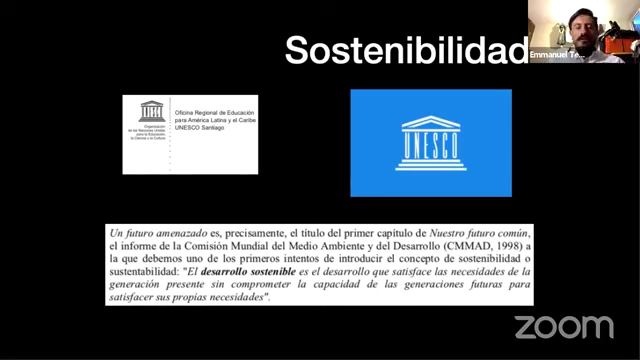 Sostenibilidad
Emmanuel Te...
UNESCO
Organización
de las Naciones Unidas
para la Educación,
la Ciencia y la Cultura
Oficina Regional de Educación
para América Latina y el Caribe
UNESCO Santiago
UNESCO
Un futuro amenazado es, precisamente, el título del primer capítulo de Nuestro futuro común,
el informe de la Comisión Mundial del Medio Ambiente y del Desarrollo (CMMAD, 1998) a
la que debemos uno de los primeros intentos de introducir el concepto de sostenibilidad o
sustentabilidad: "El desarrollo sostenible es el desarrollo que satisface las necesidades de la
generación presente sin comprometer la capacidad de las generaciones futuras para
satisfacer sus propias necesidades".
zoom